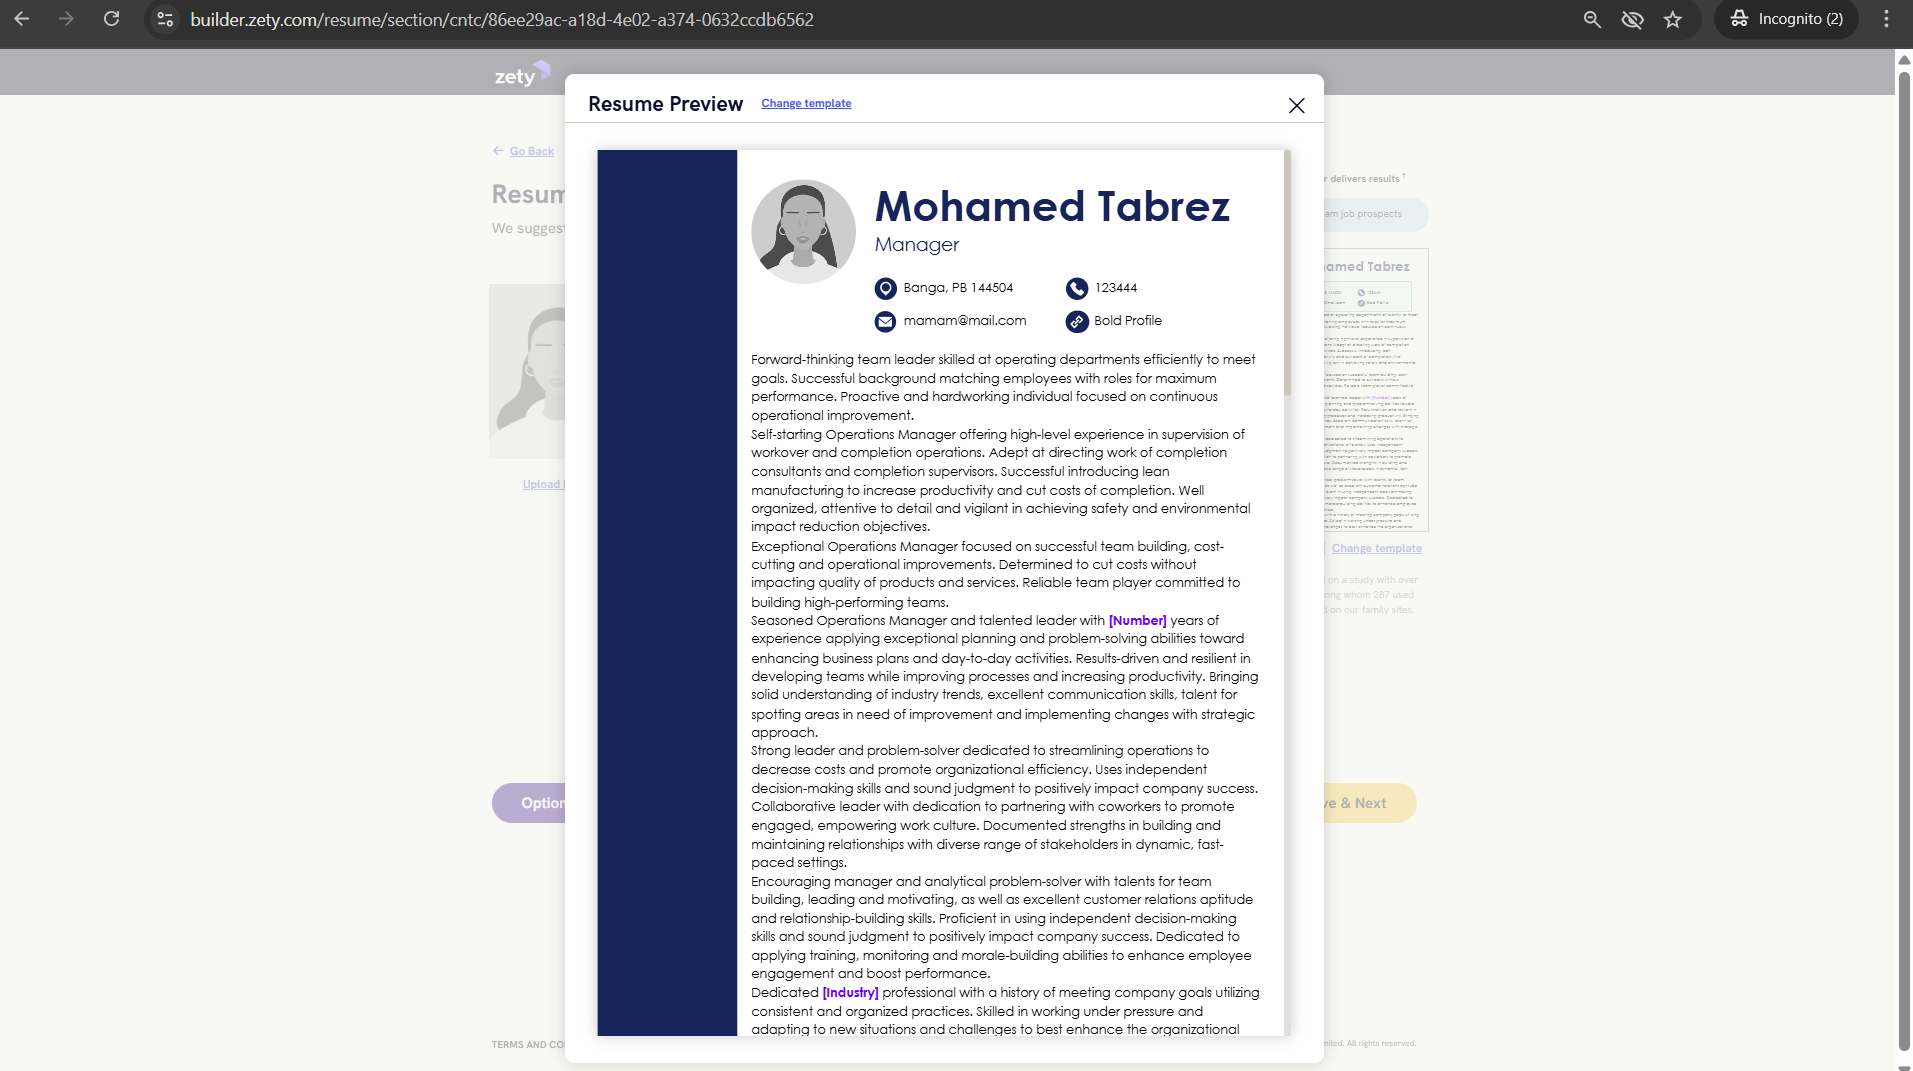 builder.zety.com/resume/section/cntc/86ee29ac-a18d-4e02-a374-0632ccdb6562
Incognito (2)
zety
Resume Preview
Change template
Go Back
Resum
We suggest
Upload
Option
TERMS AND CO
Mohamed Tabrez
Manager
Banga, PB 144504
123444
mamam@mail.com
Bold Profile
Forward-thinking team leader skilled at operating departments efficiently to meet
goals. Successful background matching employees with roles for maximum
performance. Proactive and hardworking individual focused on continuous
operational improvement.
Self-starting Operations Manager offering high-level experience in supervision of
workover and completion operations. Adept at directing work of completion
consultants and completion supervisors. Successful introducing lean
manufacturing to increase productivity and cut costs of completion. Well
organized, attentive to detail and vigilant in achieving safety and environmental
impact reduction objectives.
Exceptional Operations Manager focused on successful team building, cost-
cutting and operational improvements. Determined to cut costs without
impacting quality of products and services. Reliable team player committed to
building high-performing teams.
Seasoned Operations Manager and talented leader with [Number] years of
experience applying exceptional planning and problem-solving abilities toward
enhancing business plans and day-to-day activities. Results-driven and resilient in
developing teams while improving processes and increasing productivity. Bringing
solid understanding of industry trends, excellent communication skills, talent for
spotting areas in need of improvement and implementing changes with strategic
approach.
Strong leader and problem-solver dedicated to streamlining operations to
decrease costs and promote organizational efficiency. Uses independent
decision-making skills and sound judgment to positively impact company success.
Collaborative leader with dedication to partnering with coworkers to promote
engaged, empowering work culture. Documented strengths in building and
maintaining relationships with diverse range of stakeholders in dynamic, fast-
paced settings.
Encouraging manager and analytical problem-solver with talents for team
building, leading and motivating, as well as excellent customer relations aptitude
and relationship-building skills. Proficient in using independent decision-making
skills and sound judgment to positively impact company success. Dedicated to
applying training, monitoring and morale-building abilities to enhance employee
engagement and boost performance.
Dedicated [Industry] professional with a history of meeting company goals utilizing
consistent and organized practices. Skilled in working under pressure and
adapting to new situations and challenges to best enhance the organizational
r delivers results †
am job prospects
amed Tabrez
Change template
on a study with over
ong whom 287 used
on our family sites.
ve & Next
mited. All rights reserved.